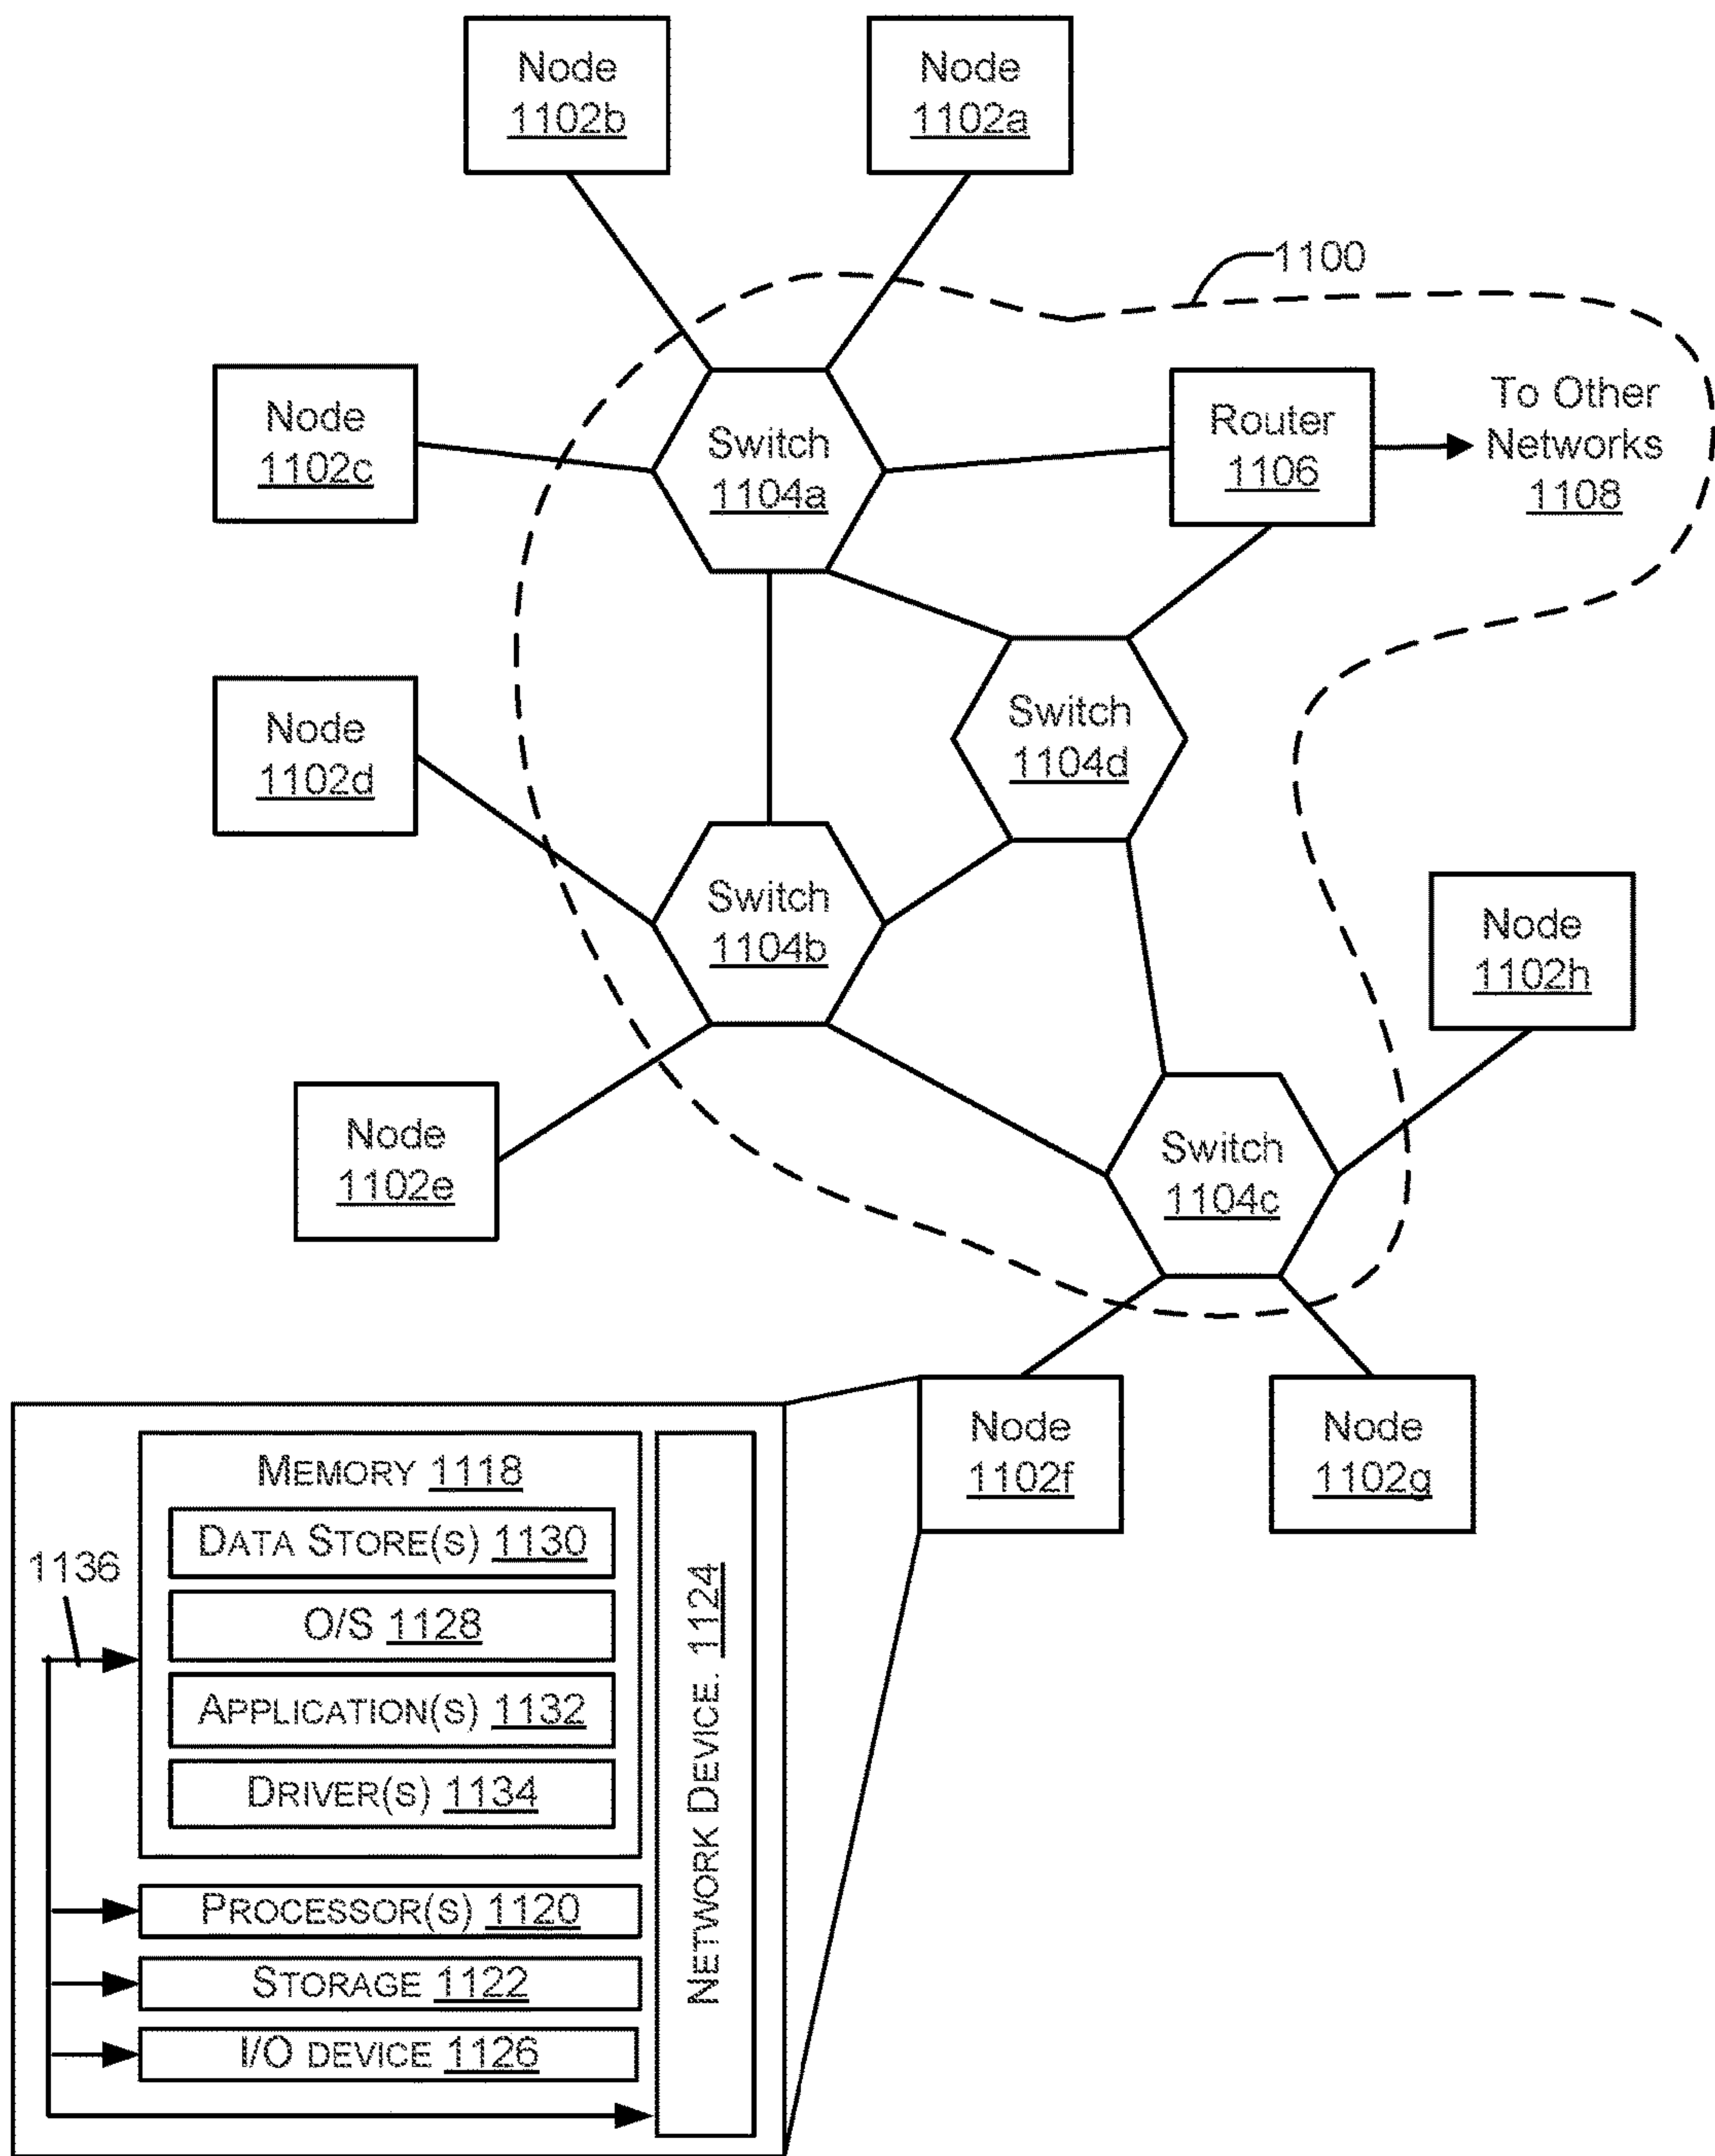 Node
1102b
Node
1102a
1100
Node
1102c
Switch
1104a
Router
1106
To Other
Networks
1108
Node
1102d
Switch
1104d
Switch
1104b
Node
1102h
Node
1102e
Switch
1104c
Node
1102f
Node
1102g
MEMORY 1118
DATA STORE(S) 1130
1136
O/S 1128
APPLICATION(S) 1132
DRIVER(S) 1134
PROCESSOR(S) 1120
STORAGE 1122
I/O DEVICE 1126
NETWORK DEVICE. 1124